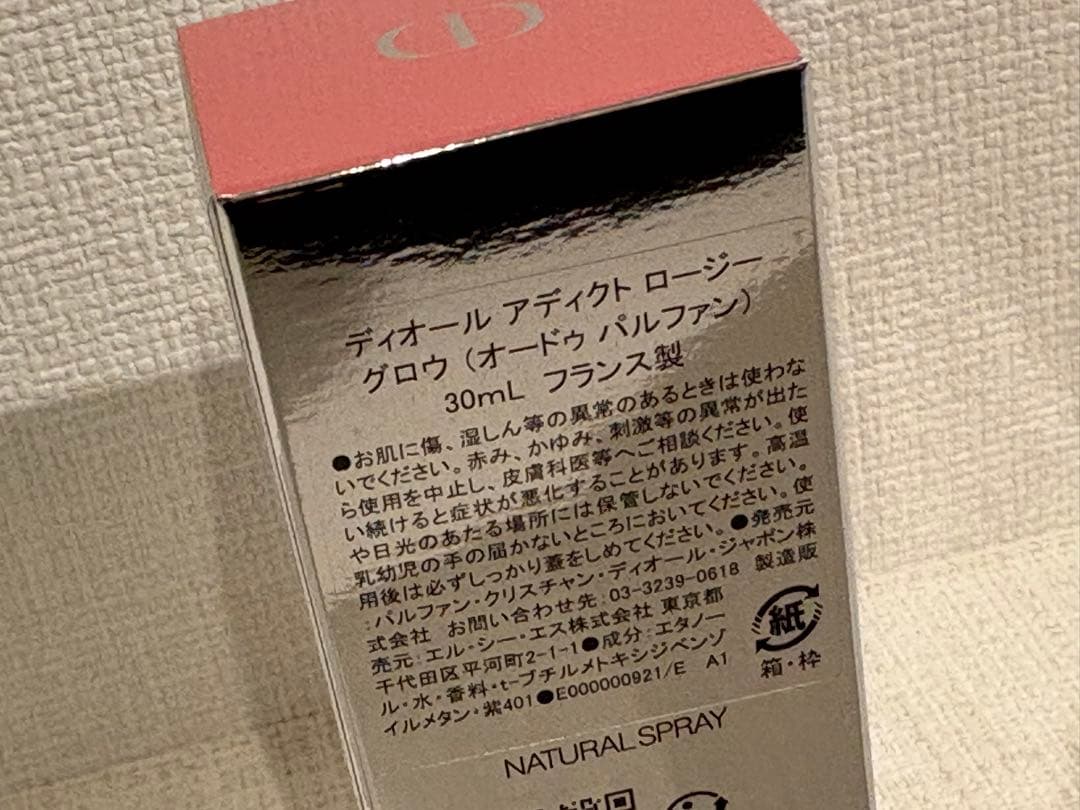 ディオール アディクト ロージー
グロウ（オードゥ パルファン）
30mL フランス製
●お肌に傷、湿しん等の異常のあるときは使わな
いでください。赤み、かゆみ、刺激等の異常が出た
ら使用を中止し、皮膚科医等へご相談ください。使
い続けると症状が悪化することがあります。高温
や日光のあたる場所には保管しないでください。
乳幼児の手の届かないところにおいてください。使
用後は必ずしっかり蓋をしめてください。●発売元
:パルファン・クリスチャン・ディオール・ジャポン株
式会社 お問い合わせ先:03-3239-0618 製造販
売元:エル・シー・エス株式会社 東京都
千代田区平河町2-1-1●成分:エタノー
ル・水・香料・t-ブチルメトキシジベンゾ
イルメタン・紫401●E000000921/E A1
紙
箱・枠
NATURAL SPRAY